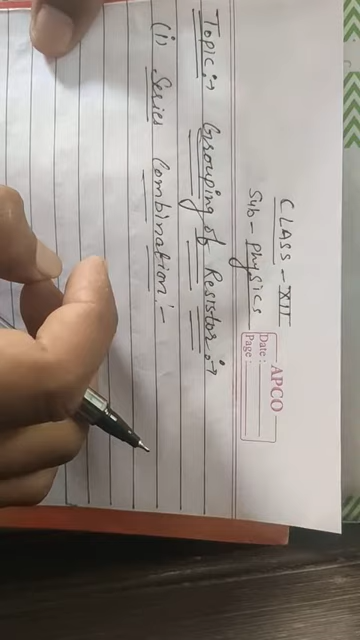 CLASS - XII
Sub - Physics
APCO
Date :
Page :
Topic :→ Grouping of Resistor :→
(i) Series Combination :-